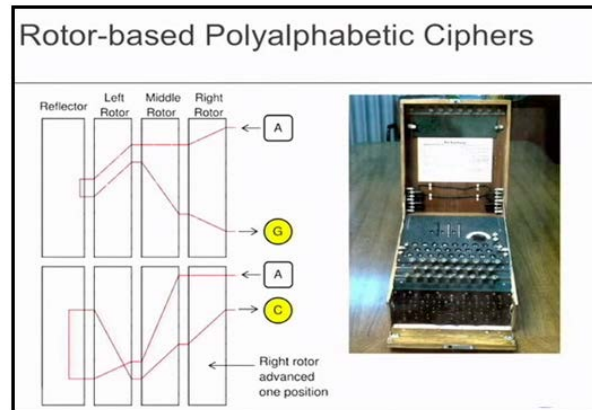 Rotor-based Polyalphabetic Ciphers
Reflector
Left
Rotor
Middle
Rotor
Right
Rotor
A
G
A
C
Right rotor
advanced
one position